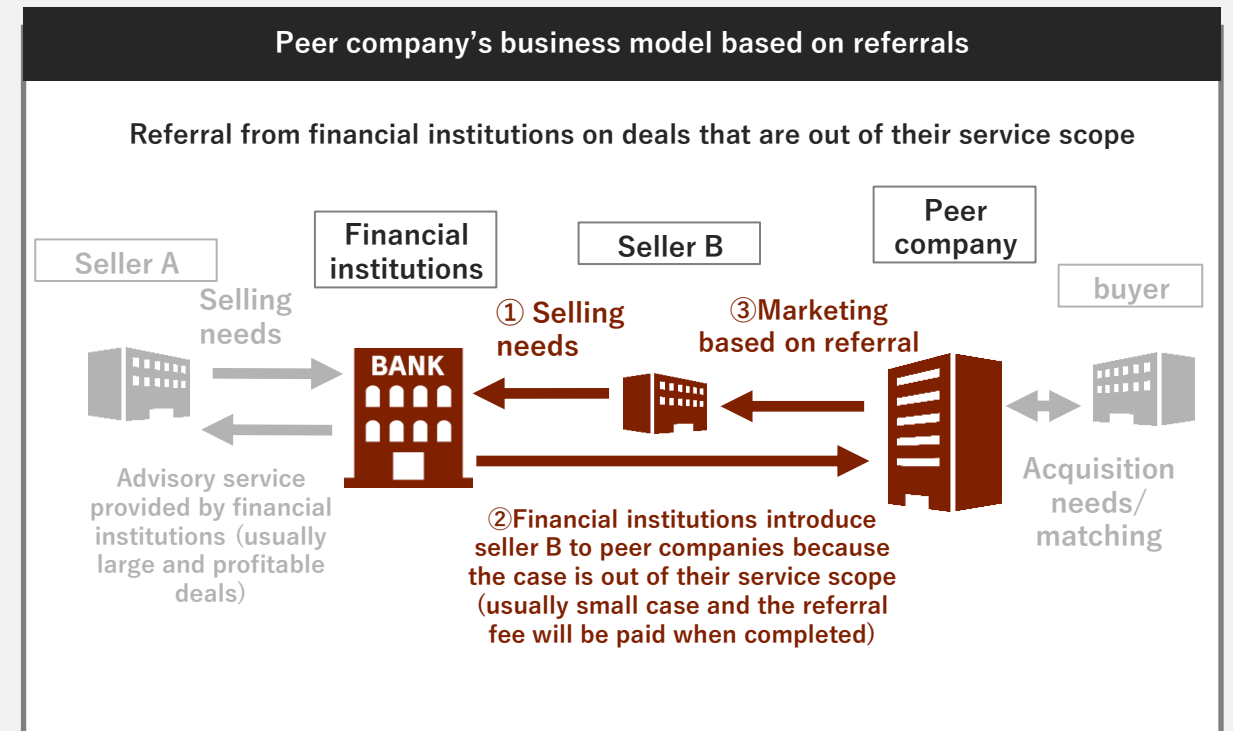 Peer company’s business model based on referrals
Referral from financial institutions on deals that are out of their service scope
Seller A
Financial
institutions
Seller B
Peer
company
buyer
Selling
needs
① Selling
needs
③Marketing
based on referral
BANK
Advisory service
provided by financial
institutions (usually
large and profitable
deals)
②Financial institutions introduce
seller B to peer companies because
the case is out of their service scope
(usually small case and the referral
fee will be paid when completed)
Acquisition
needs/
matching